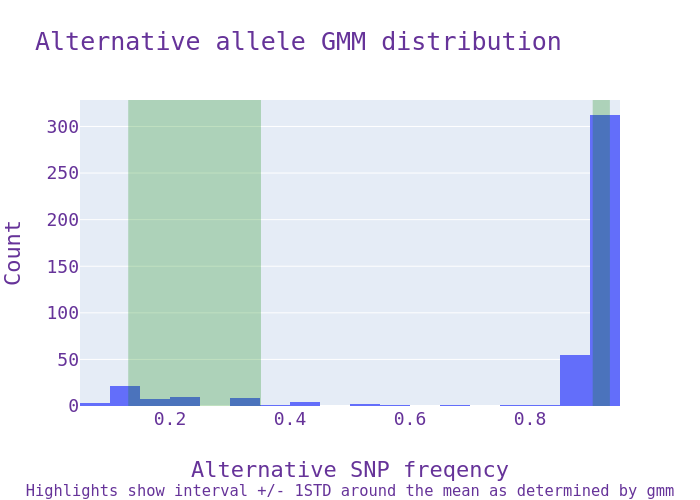 Alternative allele GMM distribution
300
250
200
150
100
50
0
Count
0.2 0.4 0.6 0.8
Alternative SNP freqency
Highlights show interval +/- 1STD around the mean as determined by gmm